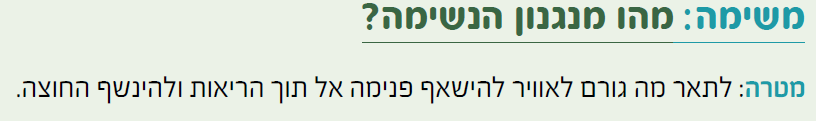 משימה: מהו מנגנון הנשימה?
מטרה: לתאר מה גורם לאוויר להישאף פנימה אל תוך הריאות ולהינשף החוצה.